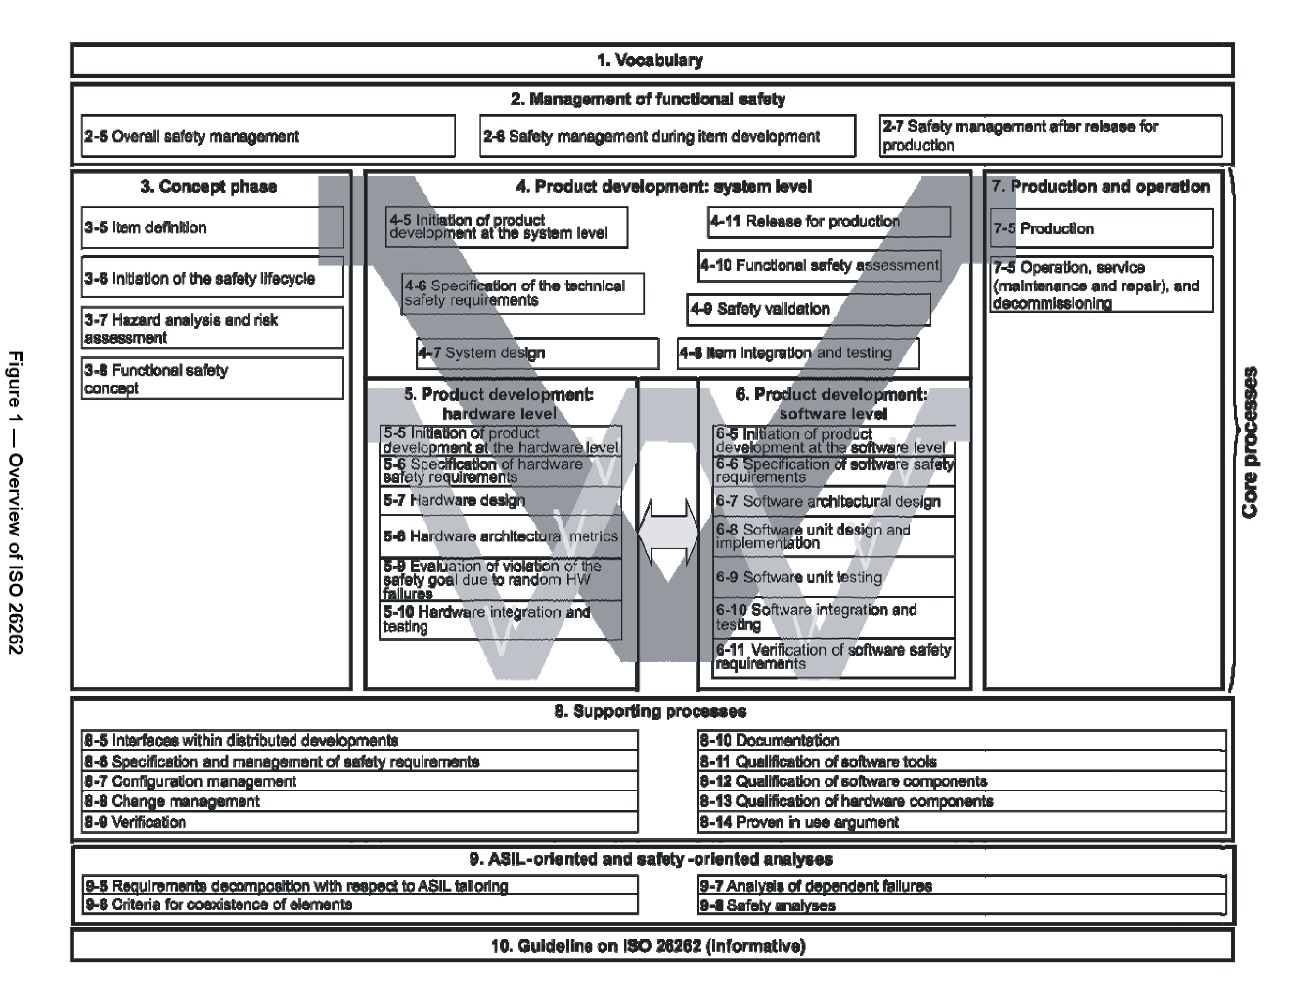 1. Vocabulary
2. Management of functional safety
2-5 Overall safety management
2-6 Safety management during item development
2-7 Safety management after release for
production
3. Concept phase
3-5 Item definition
3-6 Initiation of the safety lifecycle
3-7 Hazard analysis and risk
assessment
3-8 Functional safety
concept
4. Product development: system level
4-5 Initiation of product
development at the system level
4-6 Specification of the technical
safety requirements
4-7 System design
4-11 Release for production
4-10 Functional safety assessment
4-9 Safety validation
4-8 Item integration and testing
7. Production and operation
7-5 Production
7-5 Operation, service
(maintenance and repair), and
decommissioning
5. Product development:
hardware level
5-5 Initiation of product
development at the hardware level
5-6 Specification of hardware
safety requirements
5-7 Hardware design
5-8 Hardware architectural metrics
5-9 Evaluation of violation of the
safety goal due to random HW
failures
5-10 Hardware integration and
testing
6. Product development:
software level
6-5 Initiation of product
development at the software level
6-6 Specification of software safety
requirements
6-7 Software architectural design
6-8 Software unit design and
implementation
6-9 Software unit testing
6-10 Software integration and
testing
6-11 Verification of software safety
requirements
Core processes
8. Supporting processes
8-5 Interfaces within distributed developments
8-6 Specification and management of safety requirements
8-7 Configuration management
8-8 Change management
8-9 Verification
8-10 Documentation
8-11 Qualification of software tools
8-12 Qualification of software components
8-13 Qualification of hardware components
8-14 Proven in use argument
9. ASIL-oriented and safety -oriented analyses
9-5 Requirements decomposition with respect to ASIL tailoring
9-6 Criteria for coexistence of elements
9-7 Analysis of dependent failures
9-8 Safety analyses
10. Guideline on ISO 26262 (informative)
Figure 1 — Overview of ISO 26262